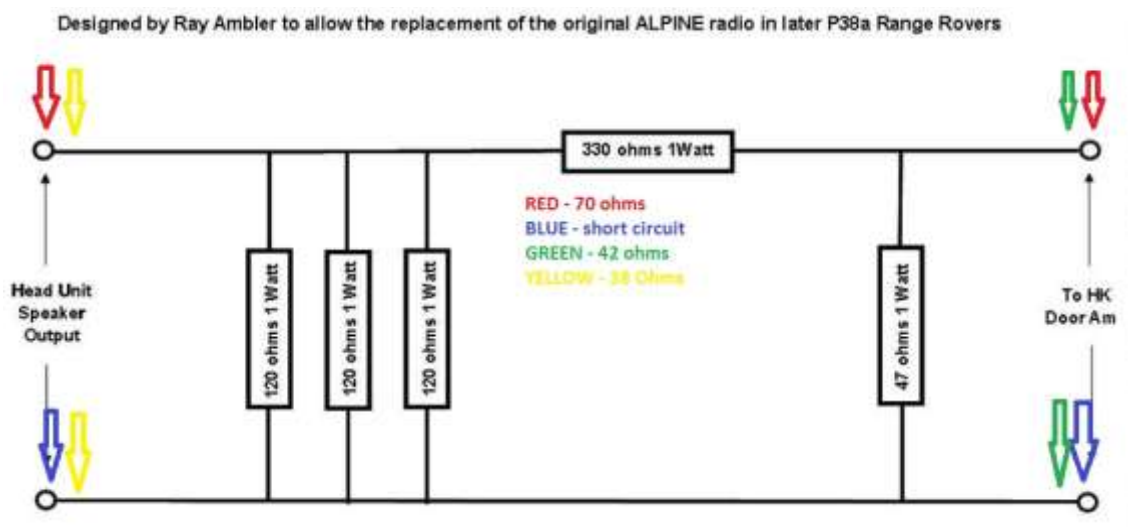 Designed by Ray Ambler to allow the replacement of the original ALPINE radio in later P38a Range Rovers
330 ohms 1Watt
RED - 70 ohms
BLUE - short circuit
GREEN - 42 ohms
YELLOW - 38 Ohms
Head Unit
Speaker
Output
120 ohms 1 Watt
120 ohms 1 Watt
120 ohms 1 Watt
47 ohms 1 Watt
To HK
Door Am